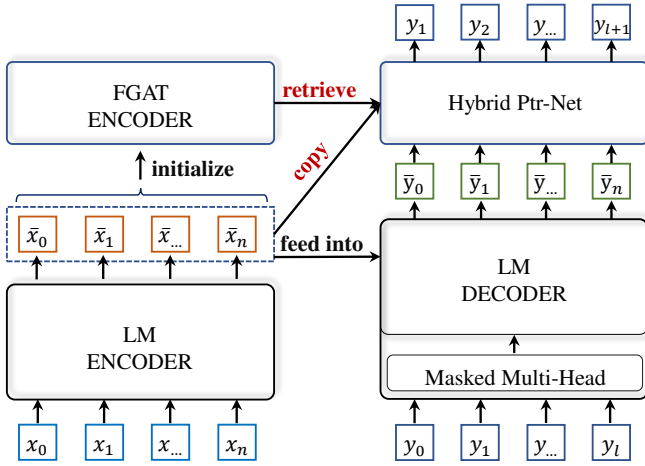 y₁ y₂ y... yₗ₊₁
FGAT
ENCODER
retrieve
Hybrid Ptr-Net
copy
initialize
ȳ₀ ȳ₁ ȳ... ȳₙ
x̄₀ x̄₁ x̄... x̄ₙ
feed into
LM
DECODER
LM
ENCODER
Masked Multi-Head
x₀ x₁ x... xₙ
y₀ y₁ y... yₗ